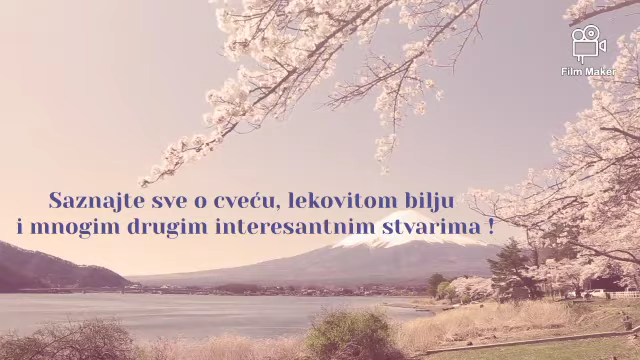 Film Maker
Saznajte sve o cveću, lekovitom bilju
i mnogim drugim interesantnim stvarima !